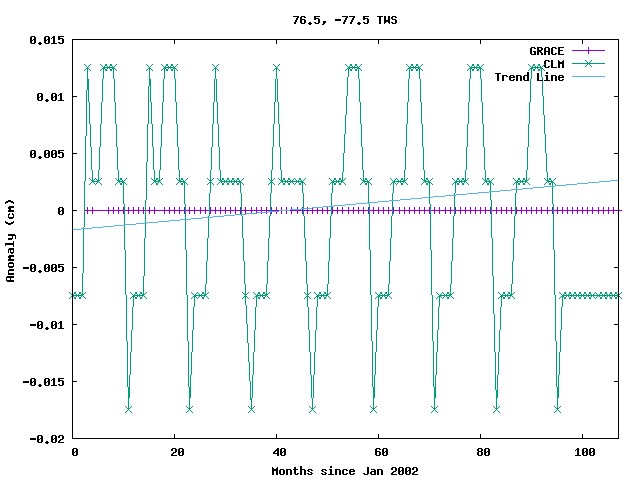 76.5, -77.5 TWS
GRACE
CLM
Trend Line
0.015
0.01
0.005
0
-0.005
-0.01
-0.015
-0.02
Anomaly (cm)
0 20 40 60 80 100
Months since Jan 2002